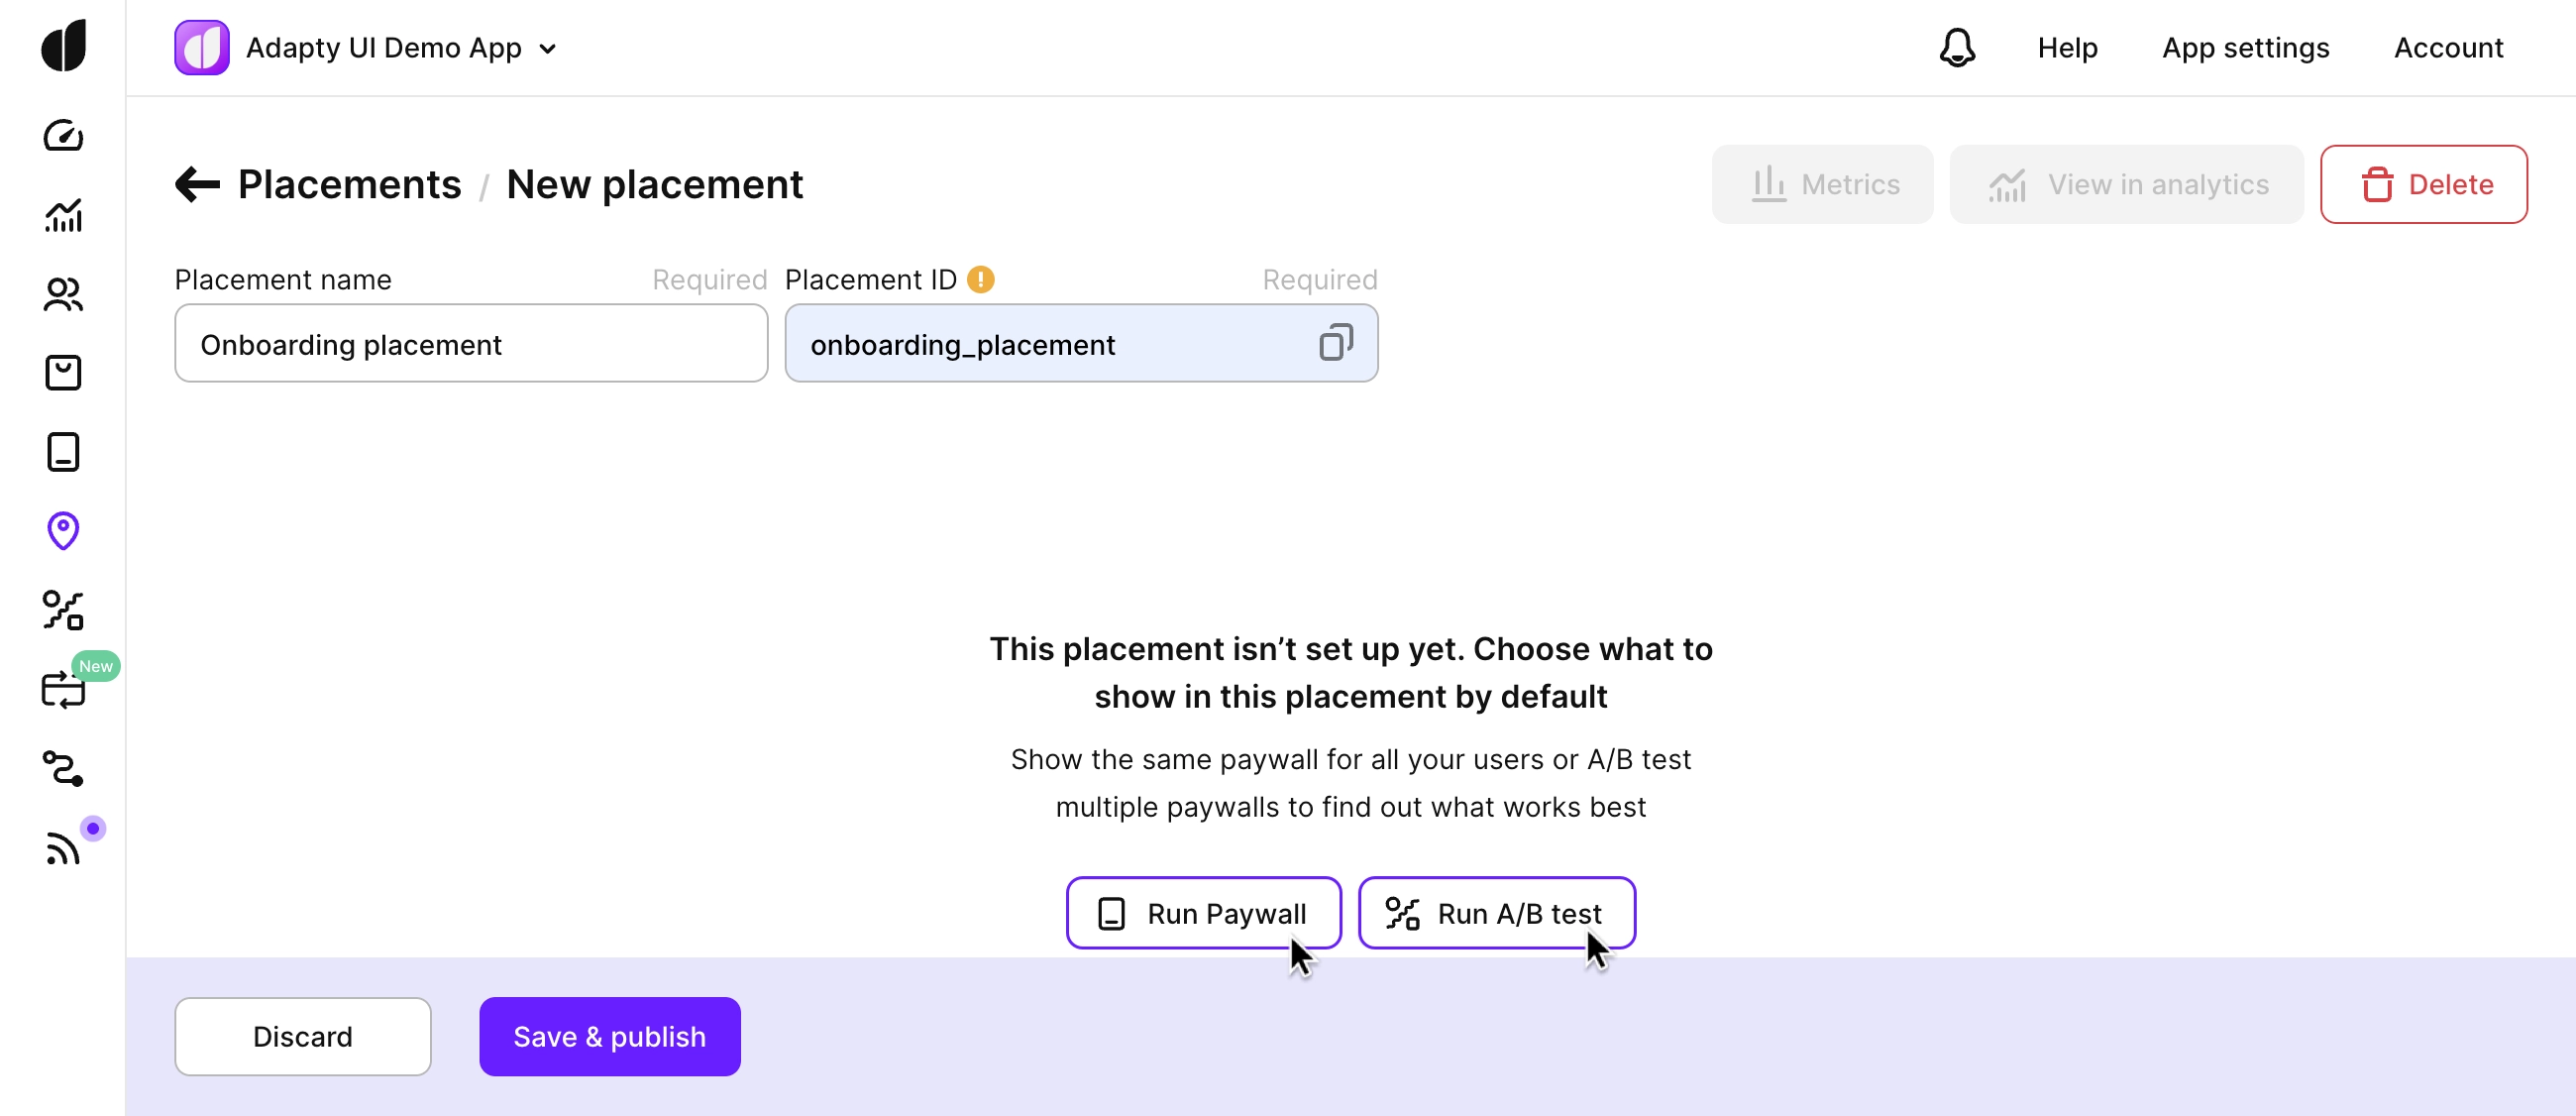 Adapty UI Demo App
Help
App settings
Account
Placements / New placement
Metrics
View in analytics
Delete
Placement name
Required
Placement ID
Required
Onboarding placement
onboarding_placement
This placement isn’t set up yet. Choose what to
show in this placement by default
Show the same paywall for all your users or A/B test
multiple paywalls to find out what works best
New
Run Paywall
Run A/B test
Discard
Save & publish